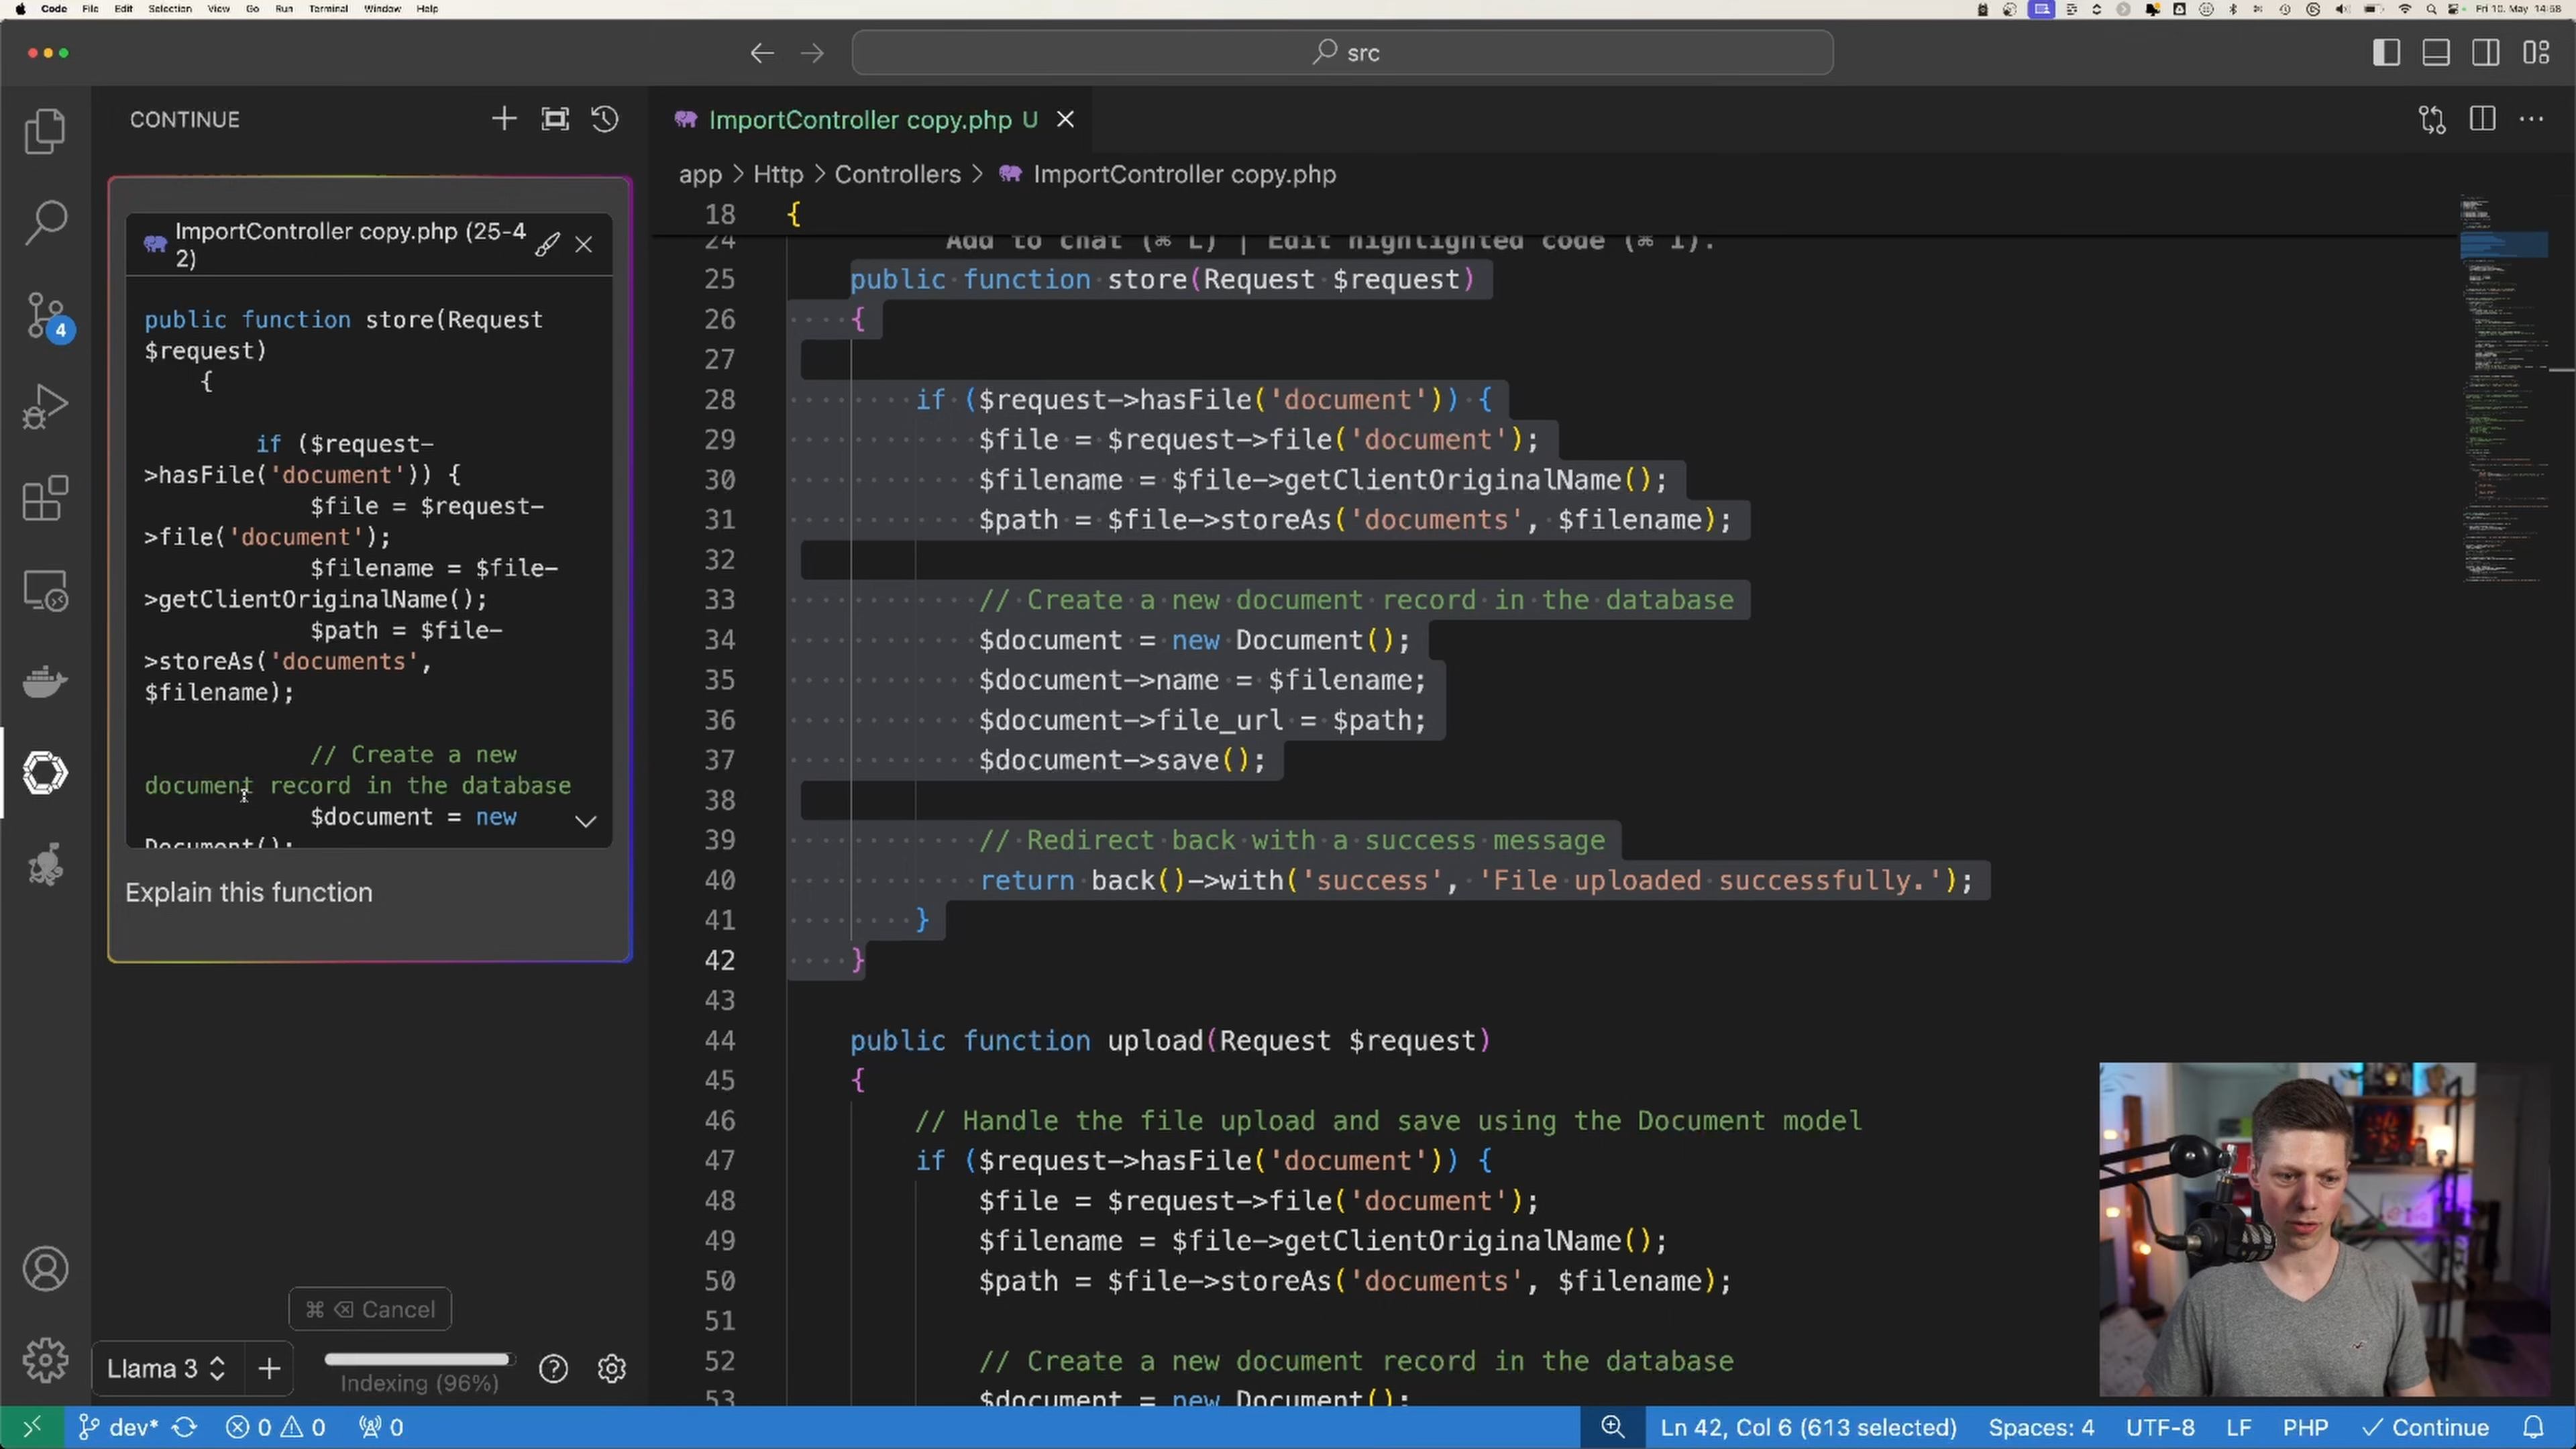 Code File Edit Selection View Go Run Terminal Window Help
Fri 10. May 14:58
src
CONTINUE
ImportController copy.php (25-4
2)
public function store(Request
$request)
{
if ($request-
>hasFile('document')) {
$file = $request-
>file('document');
$filename = $file-
>getClientOriginalName();
$path = $file-
>storeAs('documents',
$filename);
// Create a new
document record in the database
$document = new
Document();
Explain this function
⌘ ⌫ Cancel
Llama 3
Indexing (96%)
4
ImportController copy.php U
app > Http > Controllers > ImportController copy.php
18 {
24 Add to chat (⌘ L) | Edit highlighted code (⌘ I).
25 public function store(Request $request)
26 {
27
28 if ($request->hasFile('document')) {
29 $file = $request->file('document');
30 $filename = $file->getClientOriginalName();
31 $path = $file->storeAs('documents', $filename);
32
33 // Create a new document record in the database
34 $document = new Document();
35 $document->name = $filename;
36 $document->file_url = $path;
37 $document->save();
38
39 // Redirect back with a success message
40 return back()->with('success', 'File uploaded successfully.');
41 }
42 }
43
44 public function upload(Request $request)
45 {
46 // Handle the file upload and save using the Document model
47 if ($request->hasFile('document')) {
48 $file = $request->file('document');
49 $filename = $file->getClientOriginalName();
50 $path = $file->storeAs('documents', $filename);
51
52 // Create a new document record in the database
53 $document = new Document();
dev* 0 0 0
Ln 42, Col 6 (613 selected) Spaces: 4 UTF-8 LF PHP Continue